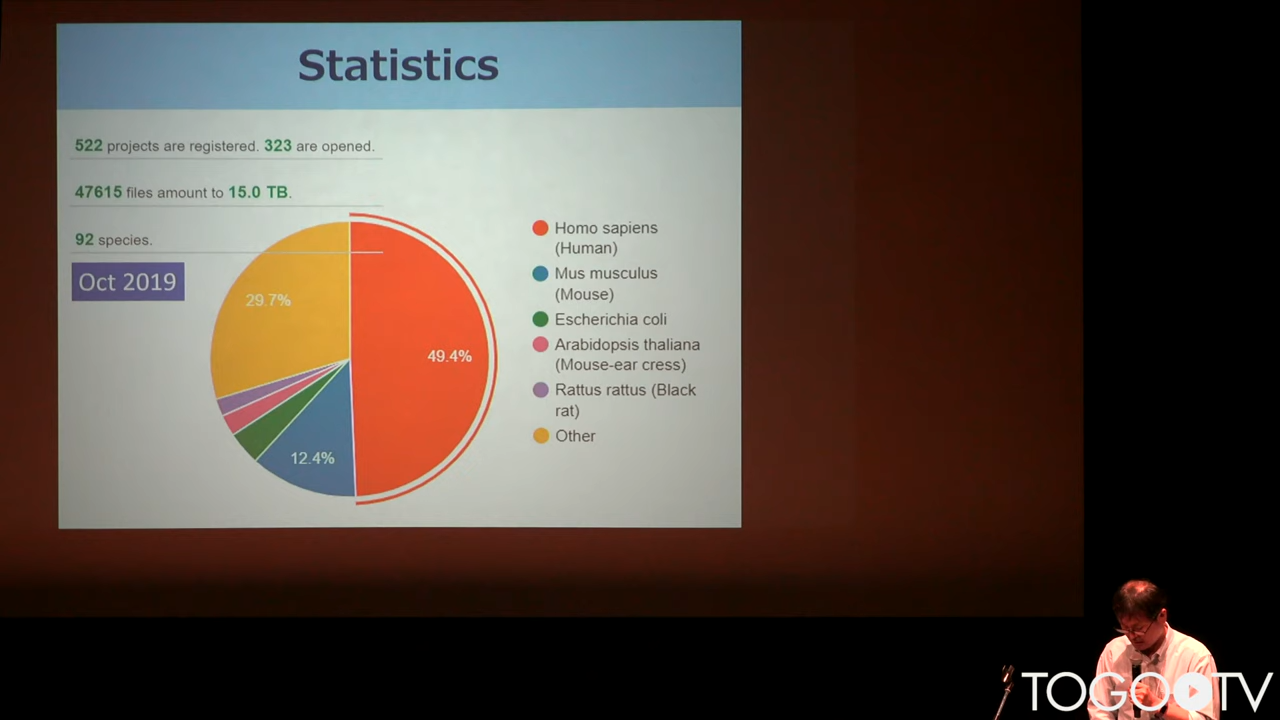 Statistics
522 projects are registered. 323 are opened.
47615 files amount to 15.0 TB.
92 species.
Oct 2019
29.7%
49.4%
12.4%
Homo sapiens
(Human)
Mus musculus
(Mouse)
Escherichia coli
Arabidopsis thaliana
(Mouse-ear cress)
Rattus rattus (Black
rat)
Other
TOGO TV